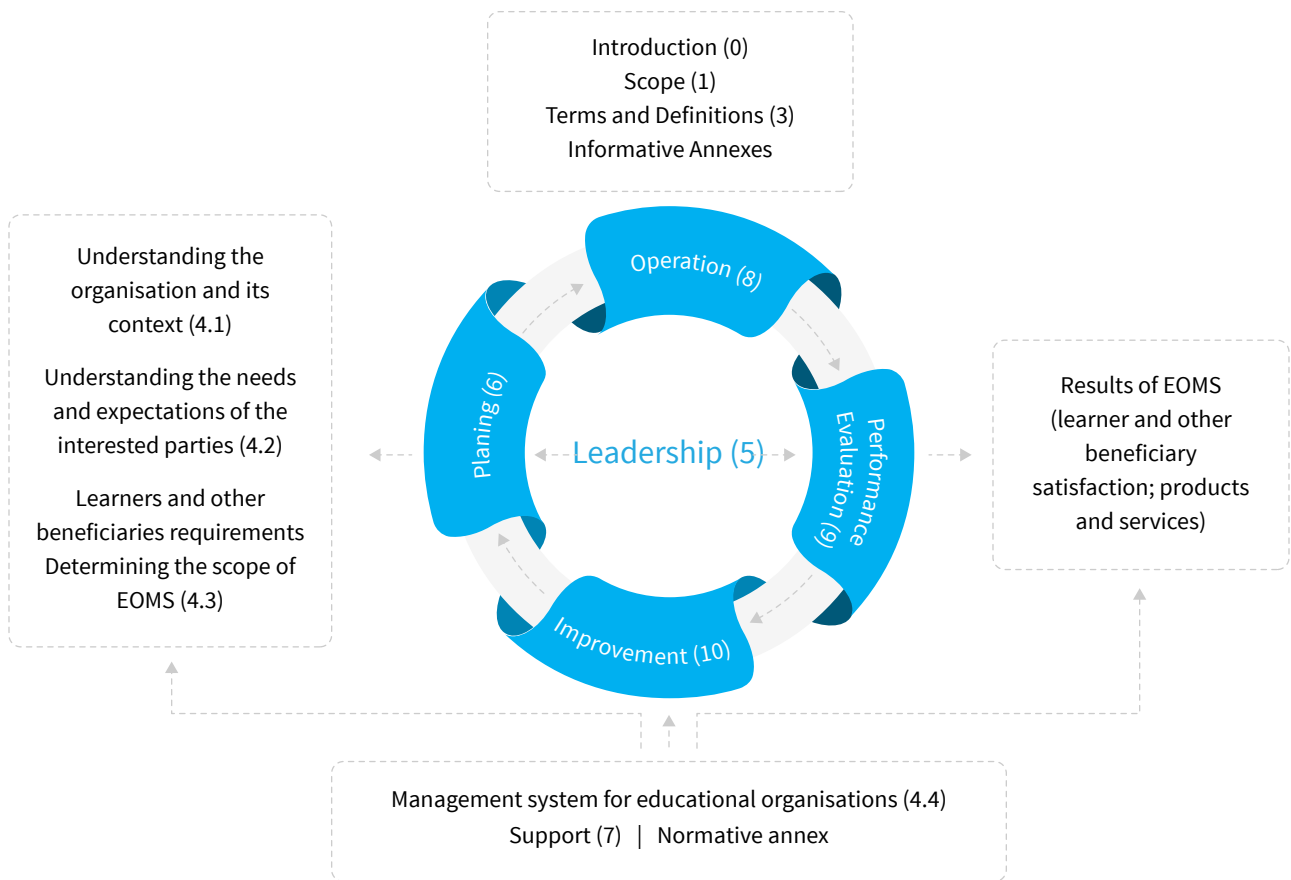 Introduction (0)
Scope (1)
Terms and Definitions (3)
Informative Annexes
Understanding the
organisation and its
context (4.1)
Understanding the needs
and expectations of the
interested parties (4.2)
Learners and other
beneficiaries requirements
Determining the scope of
EOMS (4.3)
Operation (8)
Planing (6)
Leadership (5)
Performance
Evaluation (9)
Improvement (10)
Results of EOMS
(learner and other
beneficiary
satisfaction; products
and services)
Management system for educational organisations (4.4)
Support (7) | Normative annex